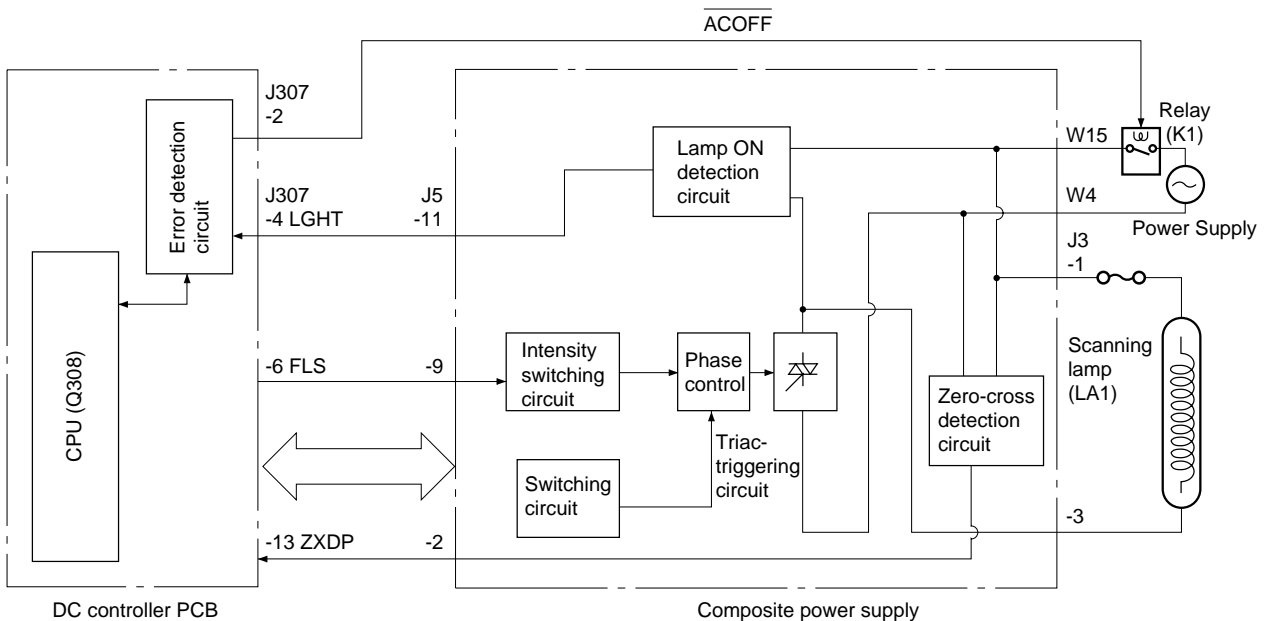 ACOFF
J307
-2
Relay
(K1)
Error detection
circuit
Lamp ON
detection
circuit
W15
J307
-4 LGHT
J5
-11
W4
Power Supply
J3
-1
CPU (Q308)
-6 FLS
-9
Intensity
switching
circuit
Phase
control
Scanning
lamp
(LA1)
Zero-cross
detection
circuit
Triac-
triggering
circuit
Switching
circuit
-3
-13 ZXDP
-2
DC controller PCB
Composite power supply